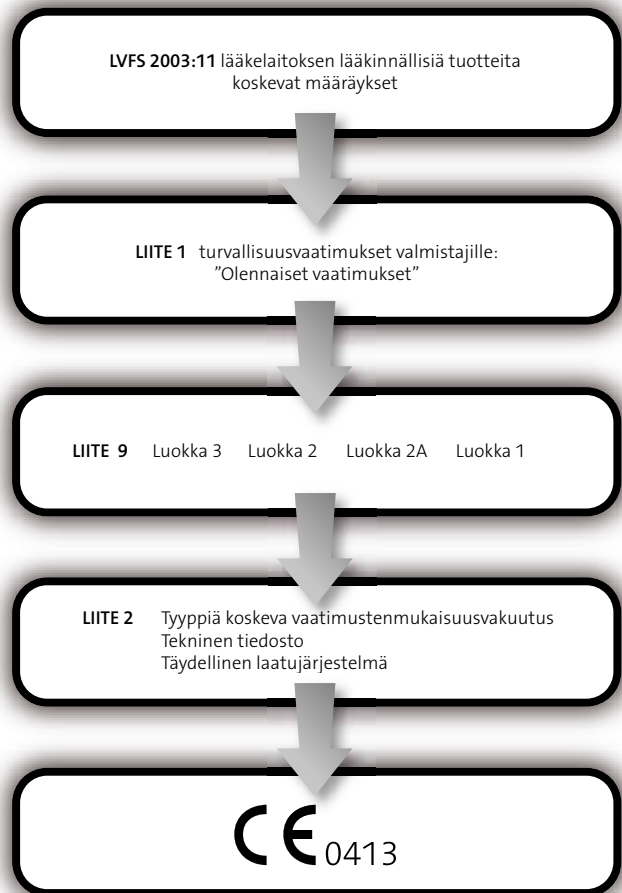 LVFS 2003:11 lääkelaitoksen lääkinnällisiä tuotteita
koskevat määräykset
LIITE 1 turvallisuusvaatimukset valmistajille:
”Olennaiset vaatimukset”
LIITE 9 Luokka 3 Luokka 2 Luokka 2A Luokka 1
LIITE 2 Tyyppiä koskeva vaatimustenmukaisuusvakuutus
Tekninen tiedosto
Täydellinen laatujärjestelmä
CE 0413